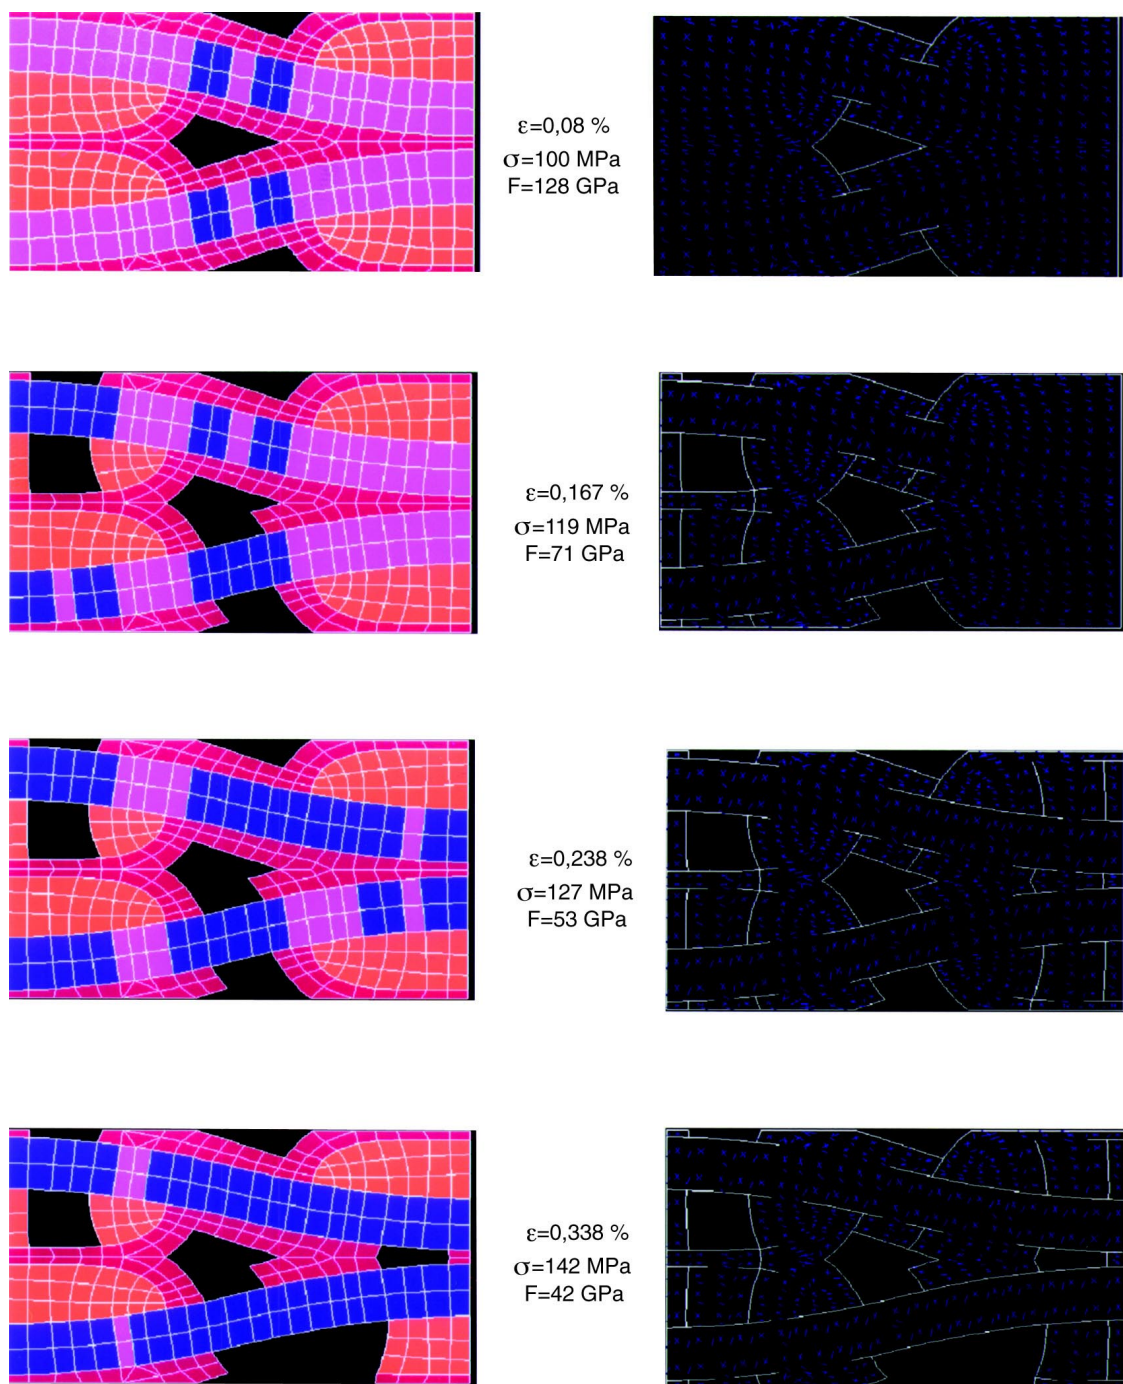 ε=0,08 %
σ=100 MPa
F=128 GPa
ε=0,167 %
σ=119 MPa
F=71 GPa
ε=0,238 %
σ=127 MPa
F=53 GPa
ε=0,338 %
σ=142 MPa
F=42 GPa